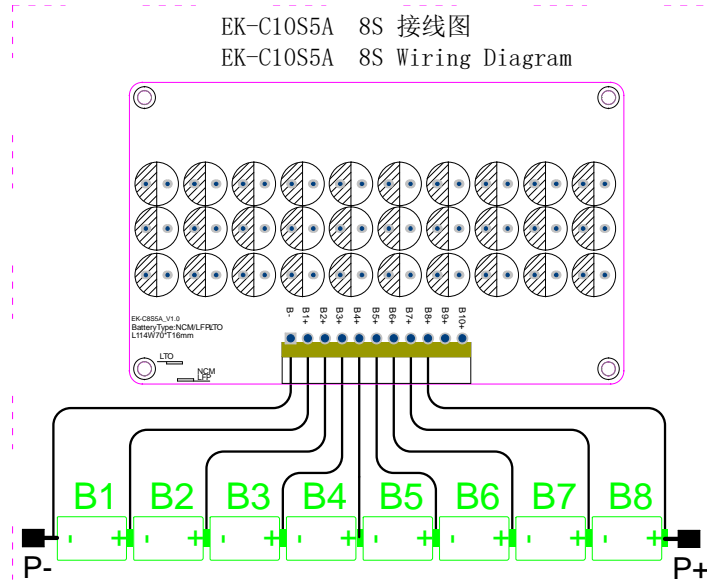 EK-C10S5A 8S 接线图
EK-C10S5A 8S Wiring Diagram
B- B1+ B2+ B3+ B4+ B5+ B6+ B7+ B8+ B9+ B10+
EK-C8S5A_V1.0
BatteryType:NCM/LFP/LTO
L114W70*T16mm
LTO
NCM
LFP
B1 B2 B3 B4 B5 B6 B7 B8
- + - + - + - + - + - + - + - +
P- P+